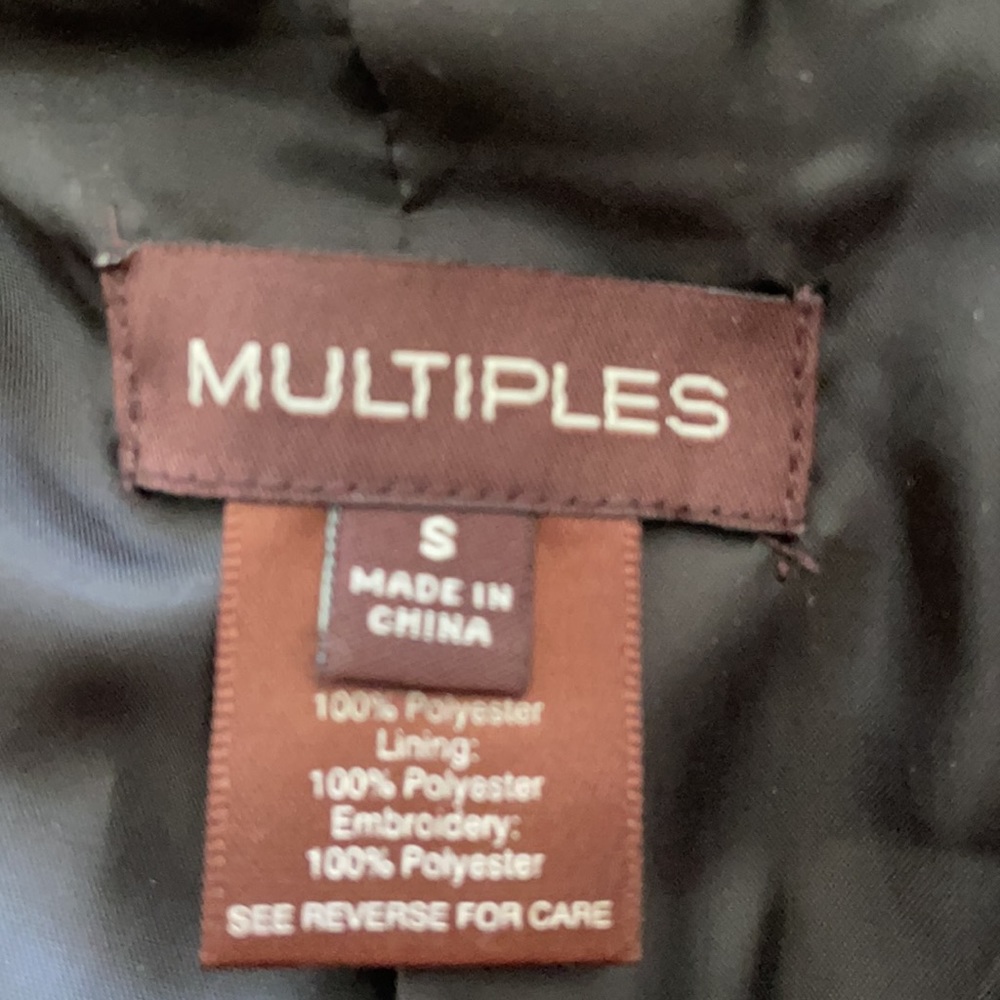 MULTIPLES
S
MADE IN
CHINA
100% Polyester
Lining:
100% Polyester
Embroidery:
100% Polyester
SEE REVERSE FOR CARE